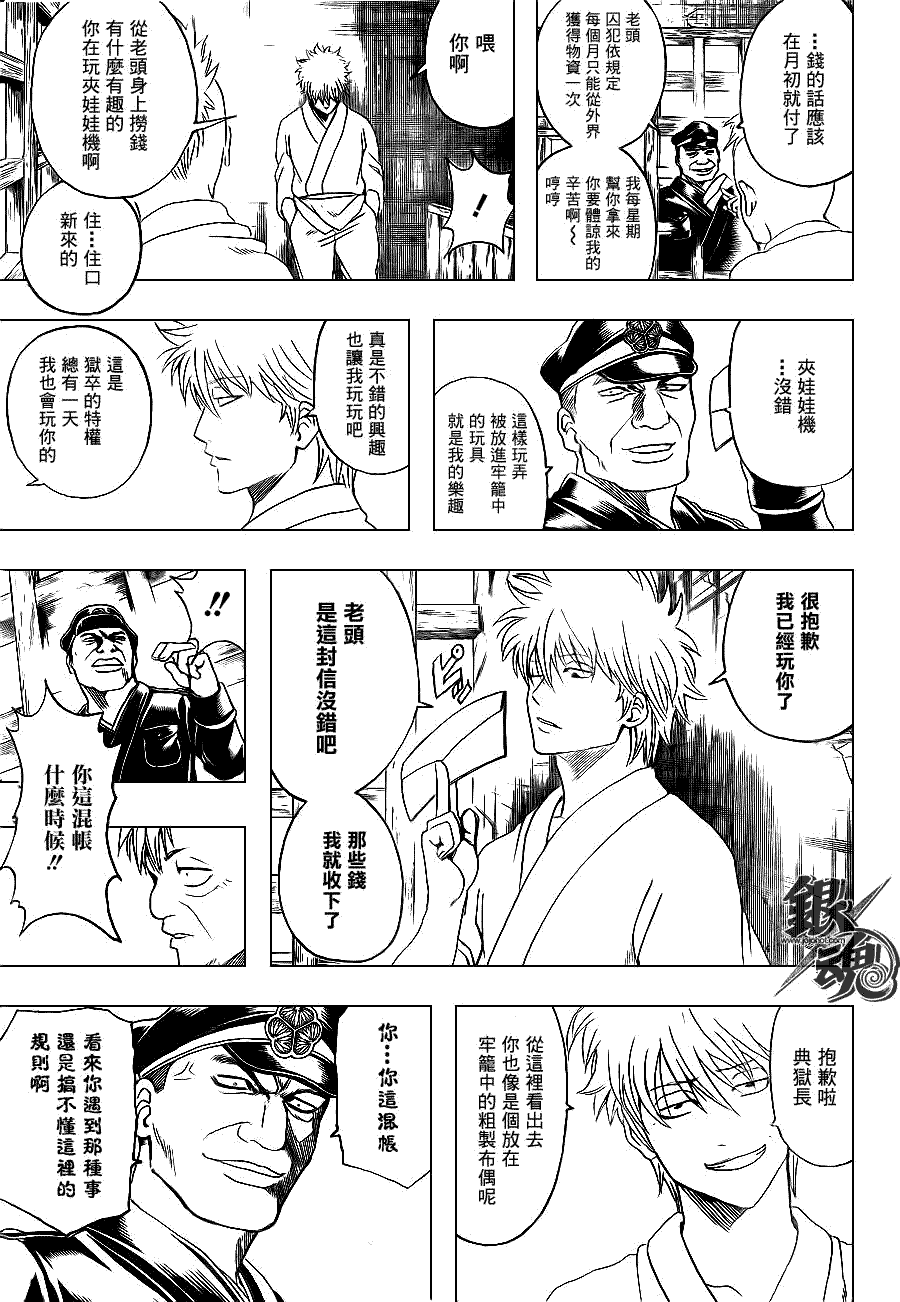 …錢的話應該
在月初就付了
老頭
囚犯依規定
每個月只能從外界
獲得物資一次
我每星期
幫你拿來
你要體諒我的
辛苦啊～
哼哼
！
喂
你啊
從老頭身上撈錢
有什麼有趣的
你在玩夾娃娃機啊
住…住口
新來的
夾娃娃機
…沒錯
這樣玩弄
被放進牢籠中
的玩具
就是我的樂趣
真是不錯的興趣
也讓我玩玩吧
這是
獄卒的特權
總有一天
我也會玩你的
很抱歉
我已經玩你了
老頭
是這封信沒錯吧
那些錢
我就收下了
!!
你這混帳
什麼時候!!
銀魂
www.jojohot.com
抱歉啦
典獄長
從這裡看出去
你也像是個放在
牢籠中的粗製布偶呢
你…你這混帳
看來你遇到那種事
還是搞不懂這裡的
規則啊